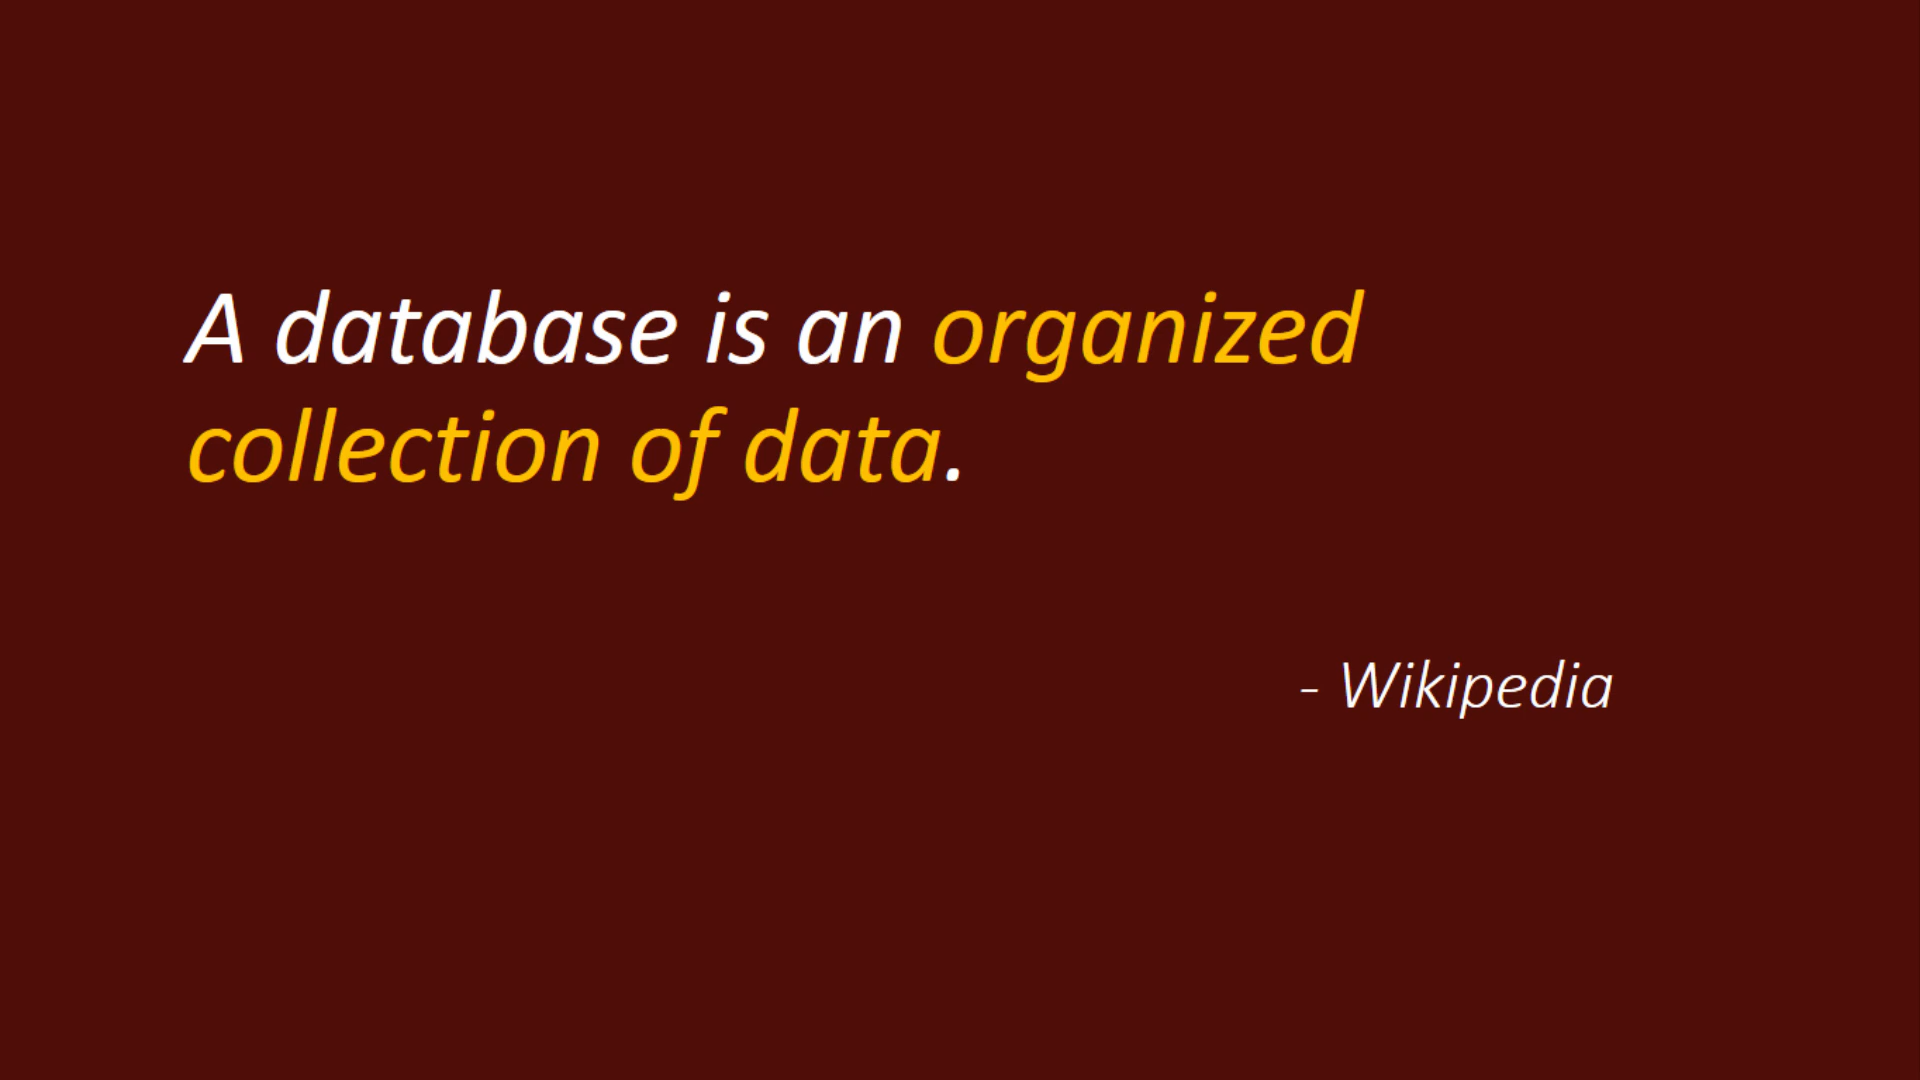 A database is an organized
collection of data.
- Wikipedia